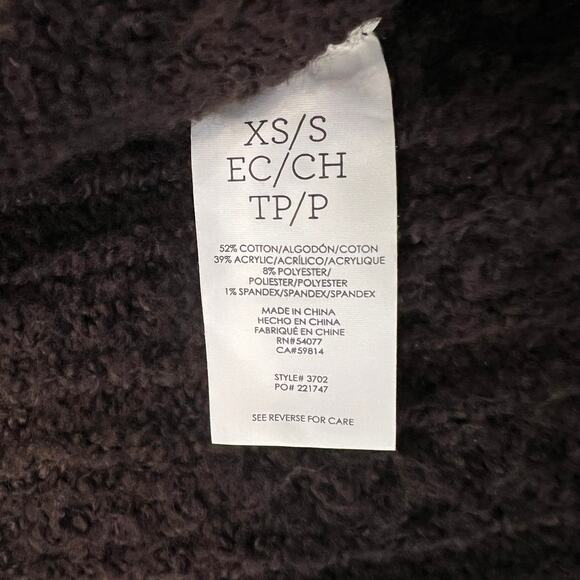 XS/S
EC/CH
TP/P
52% COTTON/ALGODÓN/COTON
39% ACRYLIC/ACRÍLICO/ACRYLIQUE
8% POLYESTER/
POLIESTER/POLYESTER
1% SPANDEX/SPANDEX/SPANDEX
MADE IN CHINA
HECHO EN CHINA
FABRIQUÉ EN CHINE
RN#54077
CA#59814
STYLE# 3702
PO# 221747
SEE REVERSE FOR CARE